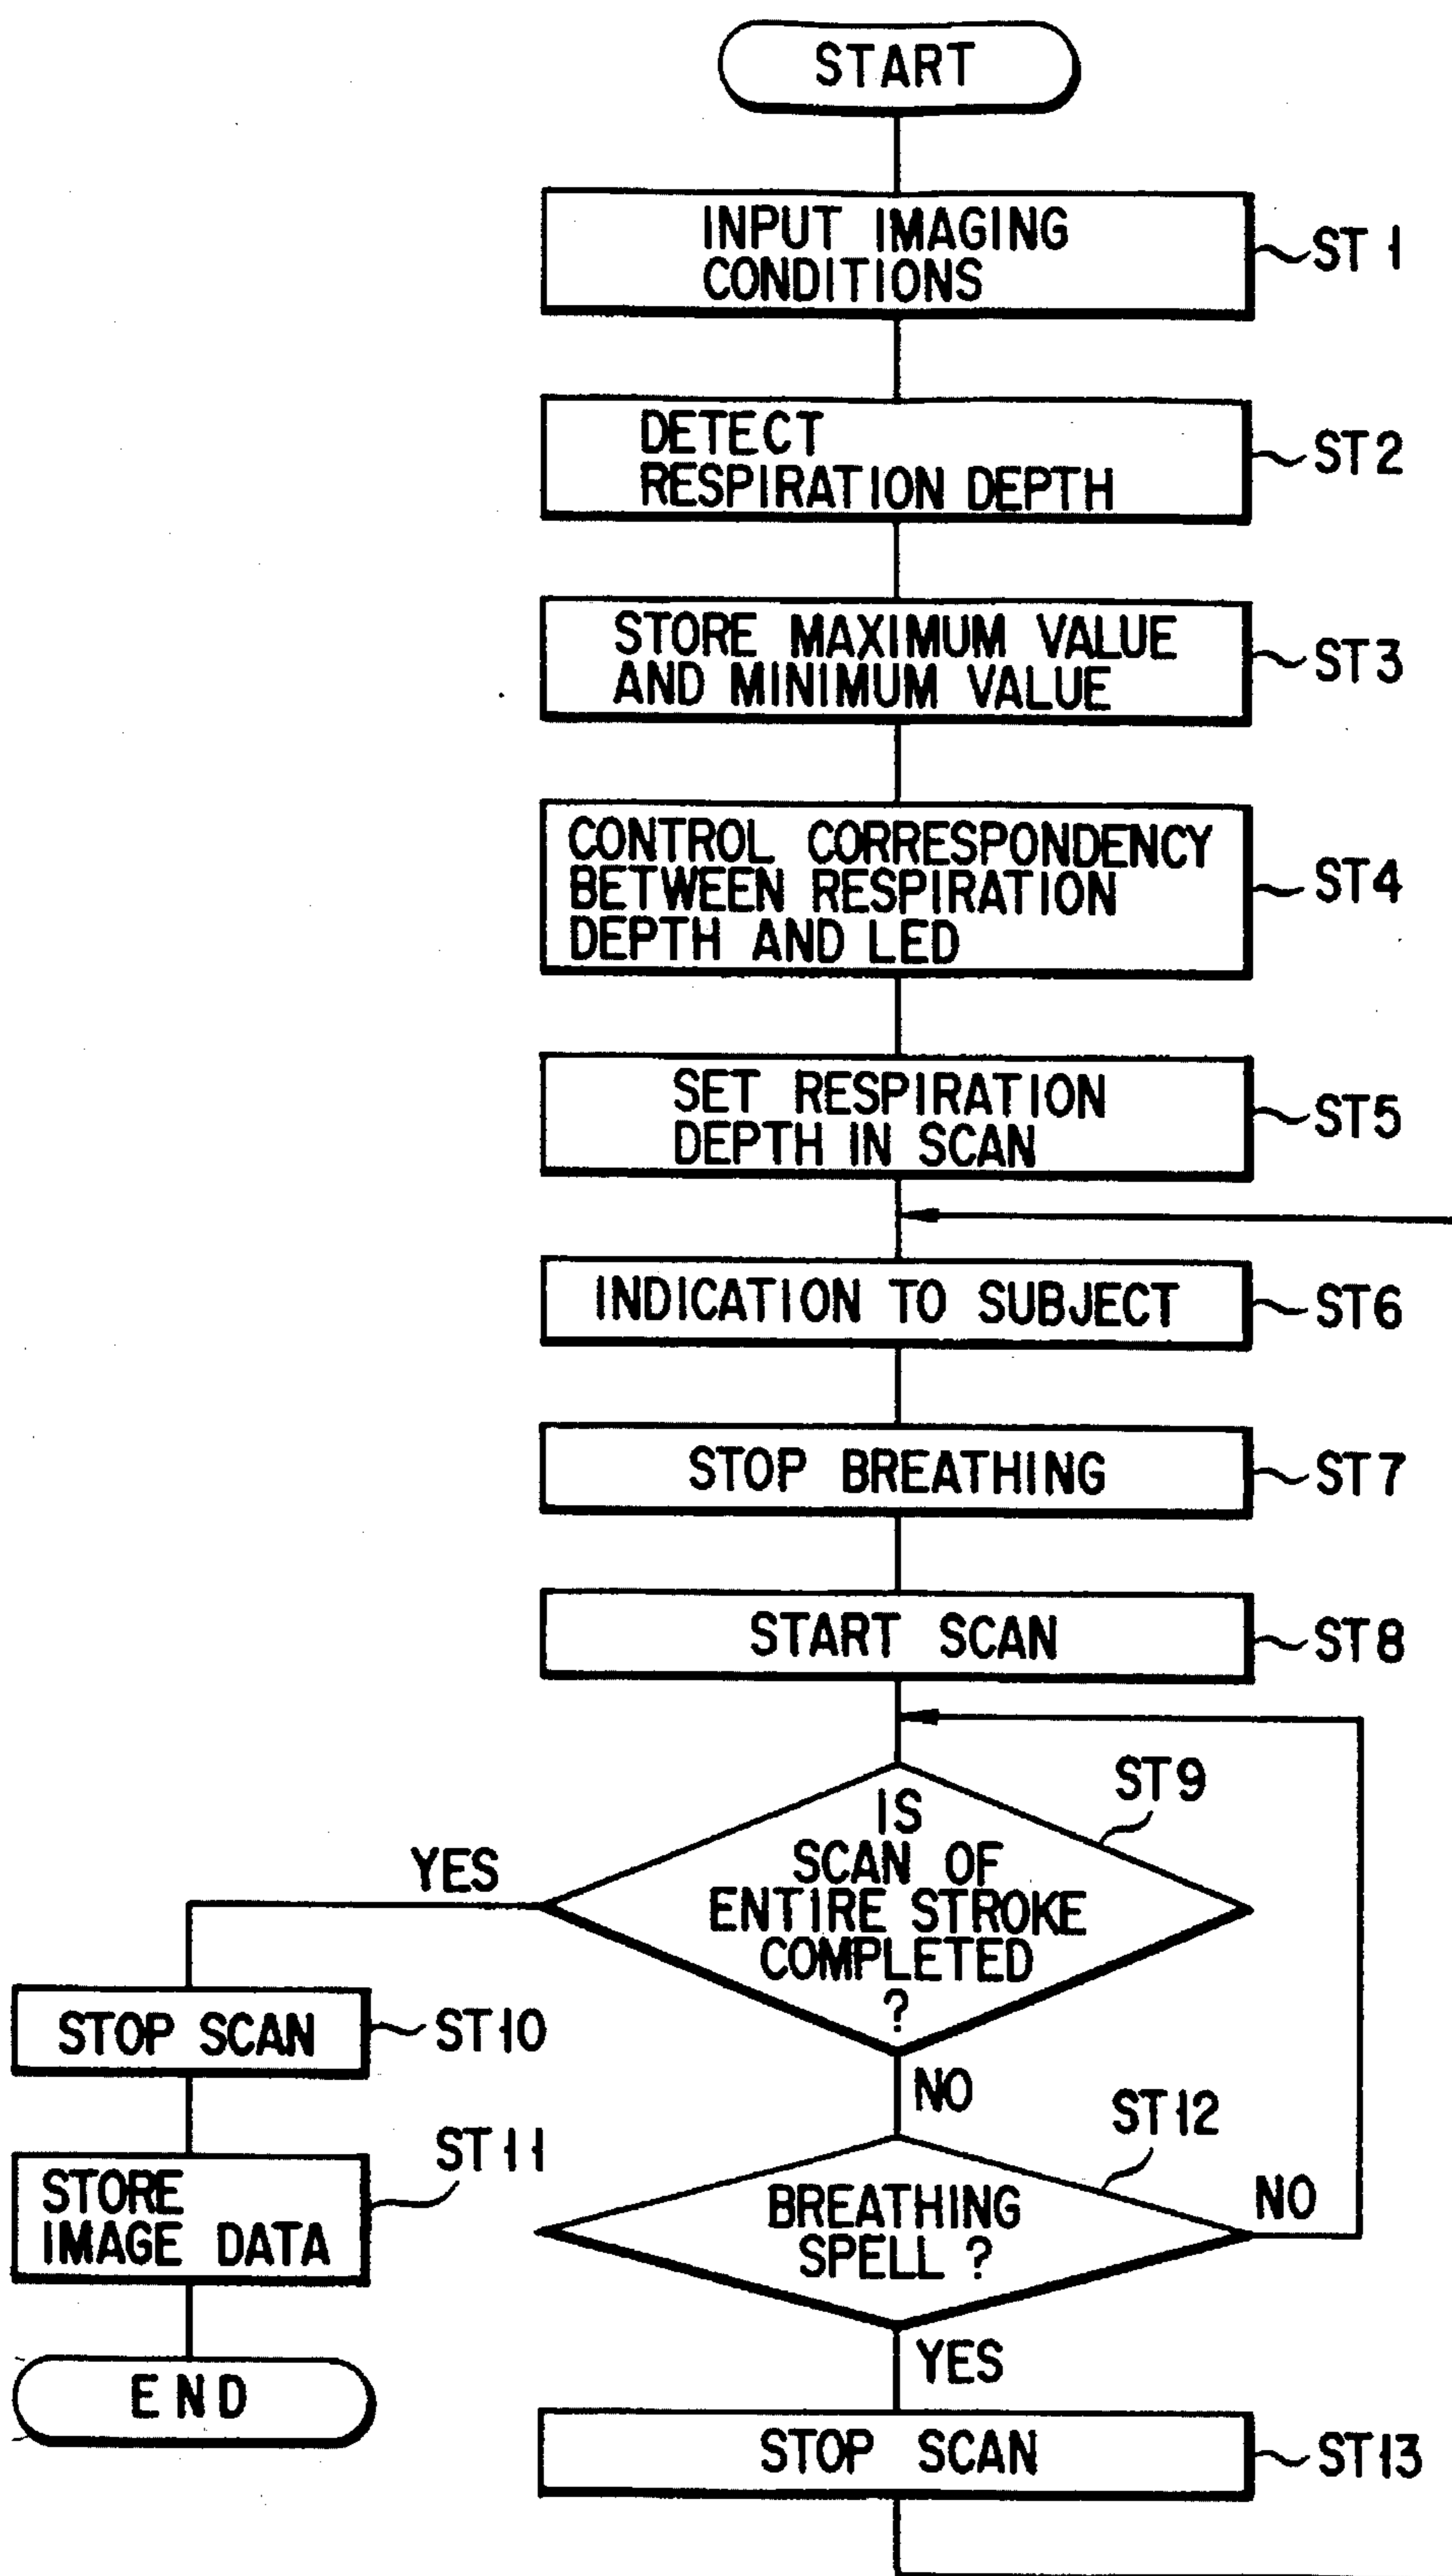 START
INPUT IMAGING
CONDITIONS
ST1
DETECT
RESPIRATION DEPTH
ST2
STORE MAXIMUM VALUE
AND MINIMUM VALUE
ST3
CONTROL CORRESPONDENCY
BETWEEN RESPIRATION
DEPTH AND LED
ST4
SET RESPIRATION
DEPTH IN SCAN
ST5
INDICATION TO SUBJECT
ST6
STOP BREATHING
ST7
START SCAN
ST8
IS
SCAN OF
ENTIRE STROKE
COMPLETED
?
ST9
YES
STOP SCAN
ST10
STORE
IMAGE DATA
ST11
END
NO
BREATHING
SPELL ?
ST12
NO
YES
STOP SCAN
ST13